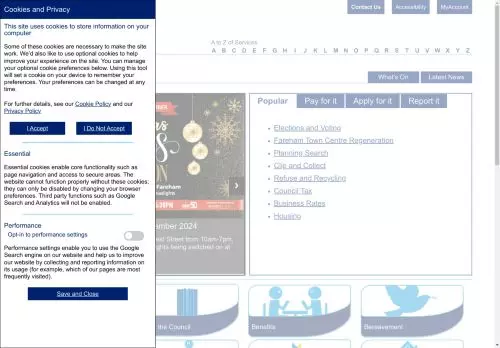 Cookies and Privacy
This site uses cookies to store information on your
computer
Some of these cookies are necessary to make the site
work. We'd also like to use optional cookies to help
improve your experience on the site. You can manage
your optional cookie preferences below. Using this tool
will set a cookie on your device to remember your
preferences. Your preferences can be changed at any
time.
For further details, see our Cookie Policy and our
Privacy Policy
I Accept
I Do Not Accept
Essential
Essential cookies enable core functionality such as
page navigation and access to secure areas. The
website cannot function properly without these cookies;
they can only be disabled by changing your browser
preferences. Third party functions such as Google
Search and Analytics will not be enabled.
Performance
Opt-in to performance settings
Performance settings enable you to use the Google
Search engine on our website and help us to improve
our website by collecting and reporting information on
its usage (for example, which of our pages are most
frequently visited).
Save and Close
Contact Us
Accessibility
MyAccount
A to Z of Services
A B C D E F G H I J K L M N O P Q R S T U V W X Y Z
What's On
Latest News
Popular
Pay for it
Apply for it
Report it
Elections and Voting
Fareham Town Centre Regeneration
Planning Search
Clip and Collect
Refuse and Recycling
Council Tax
Business Rates
Housing
Fareham
mber 2024
st Street from 10am-7pm,
ights being switched on at
the Council
Benefits
Bereavement